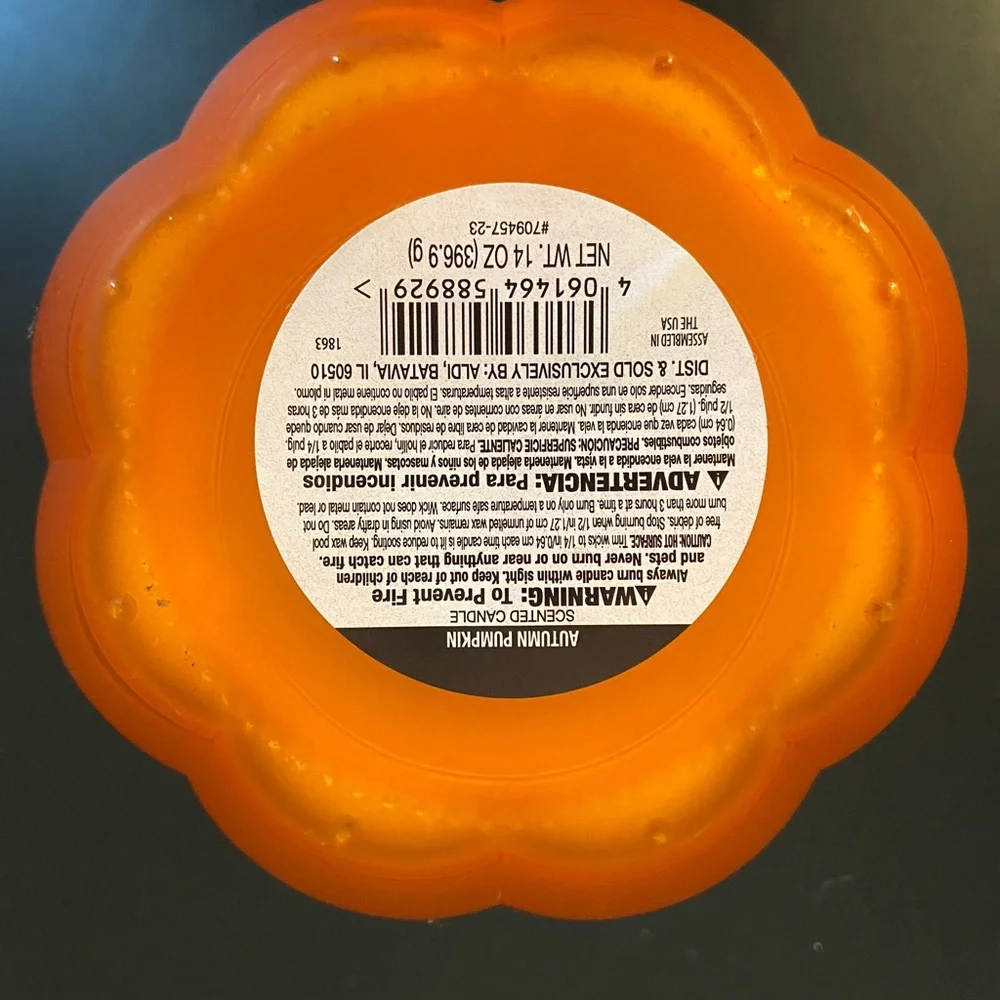 AUTUMN PUMPKIN
SCENTED CANDLE
⚠WARNING: To Prevent Fire
Always burn candle within sight. Keep out of reach of children
and pets. Never burn on or near anything that can catch fire.
CAUTION: HOT SURFACE. Trim wicks to 1/4 in/0.64 cm each time candle is lit to reduce sooting. Keep wax pool
free of debris. Stop burning when 1/2 in/1.27 cm of unmelted wax remains. Avoid using in drafty areas. Do not
burn more than 3 hours at a time. Burn only on a temperature safe surface. Wick does not contain metal or lead.
⚠ ADVERTENCIA: Para prevenir incendios
Mantener la vela encendida a la vista. Mantenerla alejada de los niños y mascotas. Mantenerla alejada de
objetos combustibles. PRECAUCIÓN: SUPERFICIE CALIENTE. Para reducir el hollín, recorte el pabilo a 1/4 pulg.
(0.64 cm) cada vez que encienda la vela. Mantener la cavidad de cera libre de residuos. Dejar de usar cuando quede
1/2 pulg. (1.27 cm) de cera sin fundir. No usar en áreas con corrientes de aire. No la deje encendida más de 3 horas
seguidas. Encender solo en una superficie resistente a altas temperaturas. El pabilo no contiene metal ni plomo.
DIST. & SOLD EXCLUSIVELY BY: ALDI, BATAVIA, IL 60510
ASSEMBLED IN
THE USA
1863
4 061464 588929 >
NET WT. 14 OZ (396.9 g)
#709457-23